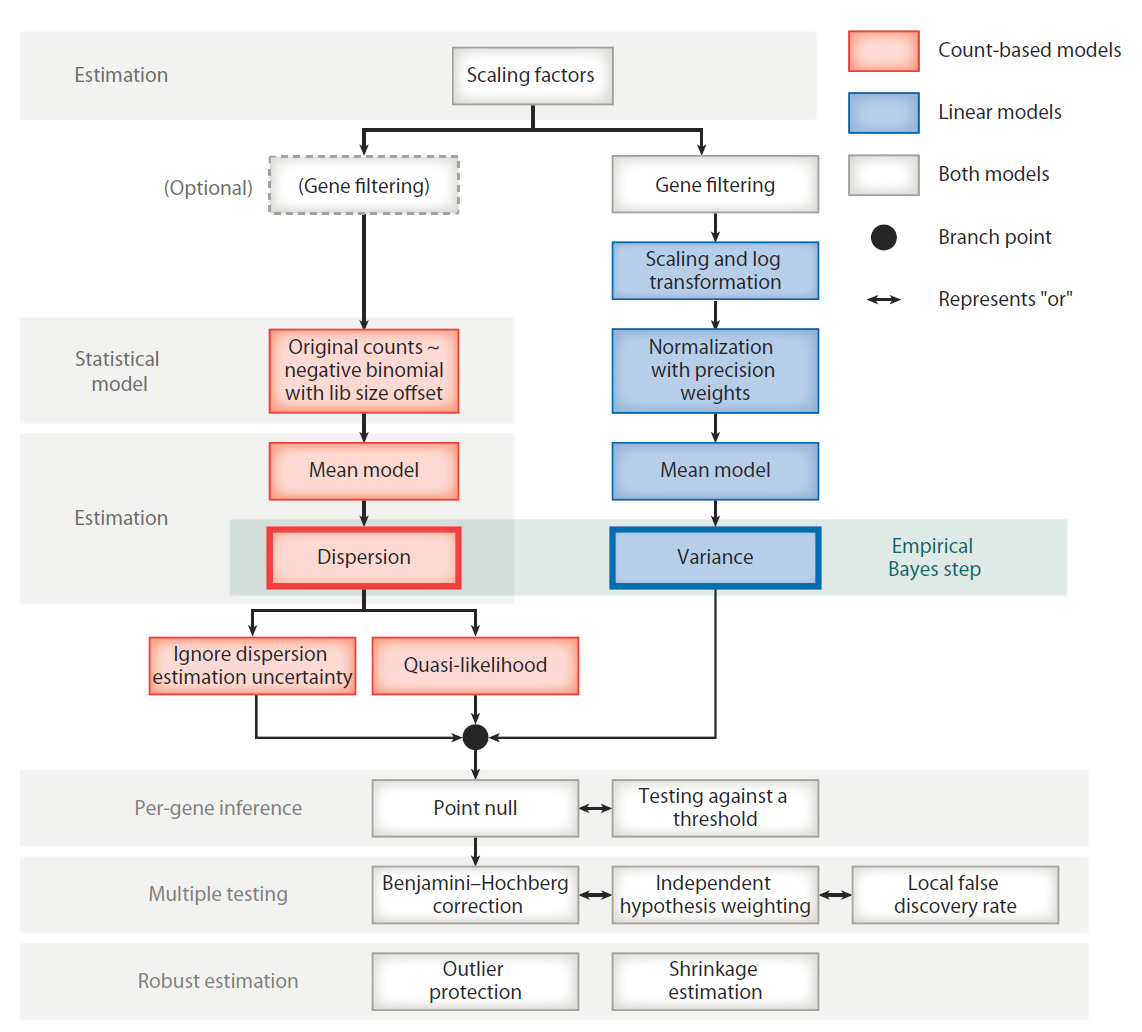 Estimation
Scaling factors
Count-based models
Linear models
Both models
Branch point
Represents "or"
(Optional)
(Gene filtering)
Gene filtering
Scaling and log
transformation
Statistical
model
Original counts ~
negative binomial
with lib size offset
Normalization
with precision
weights
Estimation
Mean model
Mean model
Dispersion
Variance
Empirical
Bayes step
Ignore dispersion
estimation uncertainty
Quasi-likelihood
Per-gene inference
Point null
Testing against a
threshold
Multiple testing
Benjamini–Hochberg
correction
Independent
hypothesis weighting
Local false
discovery rate
Robust estimation
Outlier
protection
Shrinkage
estimation